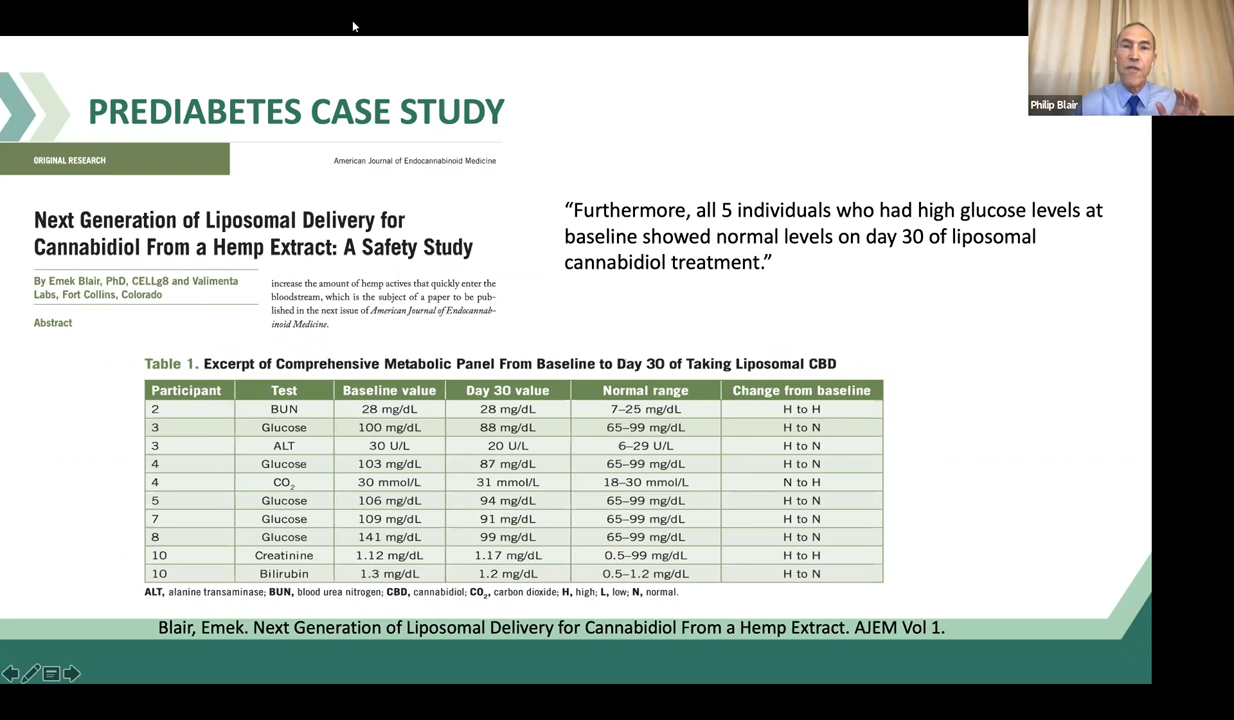 Philip Blair
PREDIABETES CASE STUDY
ORIGINAL RESEARCH
American Journal of Endocannabinoid Medicine
Next Generation of Liposomal Delivery for
Cannabidiol From a Hemp Extract: A Safety Study
By Emek Blair, PhD, CELLg8 and Valimenta
Labs, Fort Collins, Colorado
Abstract
increase the amount of hemp actives that quickly enter the
bloodstream, which is the subject of a paper to be pub-
lished in the next issue of American Journal of Endocannab-
inoid Medicine.
“Furthermore, all 5 individuals who had high glucose levels at
baseline showed normal levels on day 30 of liposomal
cannabidiol treatment.”
Table 1. Excerpt of Comprehensive Metabolic Panel From Baseline to Day 30 of Taking Liposomal CBD
Participant Test Baseline value Day 30 value Normal range Change from baseline
2 BUN 28 mg/dL 28 mg/dL 7–25 mg/dL H to H
3 Glucose 100 mg/dL 88 mg/dL 65–99 mg/dL H to N
3 ALT 30 U/L 20 U/L 6–29 U/L H to N
4 Glucose 103 mg/dL 87 mg/dL 65–99 mg/dL H to N
4 CO₂ 30 mmol/L 31 mmol/L 18–30 mmol/L N to H
5 Glucose 106 mg/dL 94 mg/dL 65–99 mg/dL H to N
7 Glucose 109 mg/dL 91 mg/dL 65–99 mg/dL H to N
8 Glucose 141 mg/dL 99 mg/dL 65–99 mg/dL H to N
10 Creatinine 1.12 mg/dL 1.17 mg/dL 0.5–99 mg/dL H to H
10 Bilirubin 1.3 mg/dL 1.2 mg/dL 0.5–1.2 mg/dL H to N
ALT, alanine transaminase; BUN, blood urea nitrogen; CBD, cannabidiol; CO₂, carbon dioxide; H, high; L, low; N, normal.
Blair, Emek. Next Generation of Liposomal Delivery for Cannabidiol From a Hemp Extract. AJEM Vol 1.